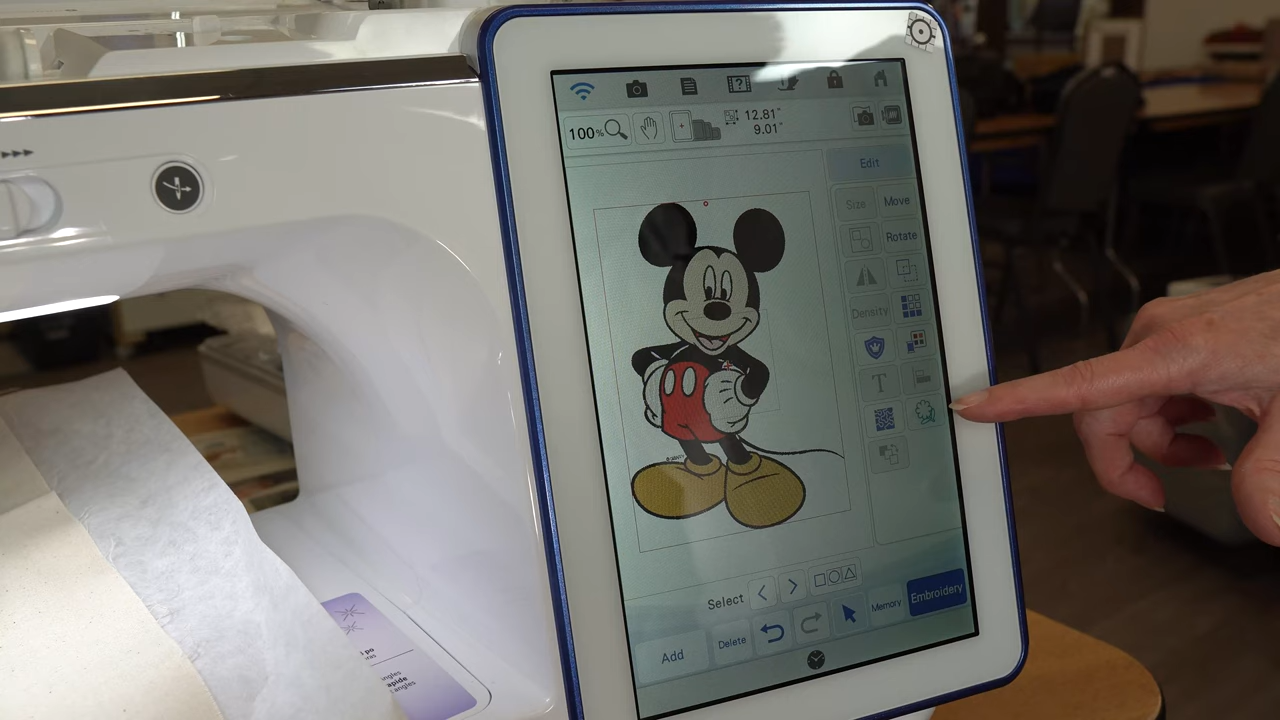 100%
12.81"
9.01"
Edit
Size
Move
Rotate
Density
T
Select
Embroidery
Memory
Delete
Add